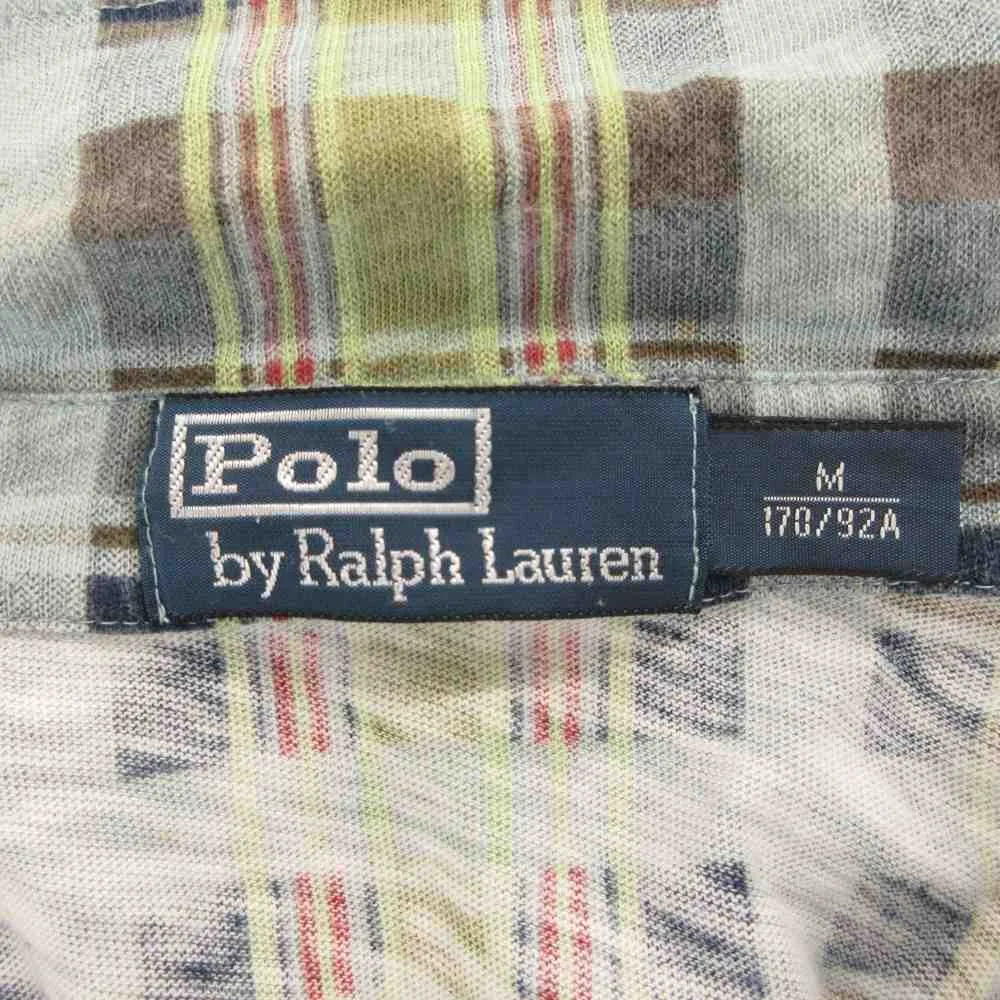 Polo
by Ralph Lauren
M
170/92A